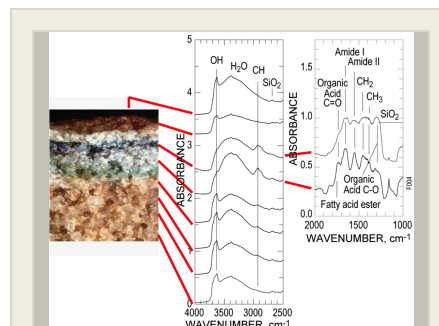 5
4
3
2
1
0
ABSORBANCE
OH
H₂O
CH
SiO₂
4000 3500 3000 2500
WAVENUMBER, cm⁻¹
1.5
1.0
0.5
0.0
ABSORBANCE
Amide I
Amide II
Organic
Acid
C=O
CH₂
CH₃
SiO₂
Organic
Acid C-O
Fatty acid ester
2000 1500 1000
WAVENUMBER, cm⁻¹
F004